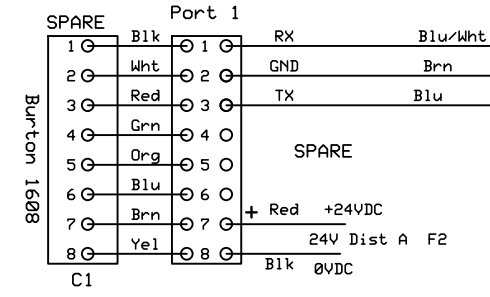 SPARE
Port 1
1 Blk 1 RX Blu/Wht
2 Wht 2 GND Brn
3 Red 3 TX Blu
4 Grn 4
5 Org 5 SPARE
6 Blu 6
7 Brn 7 + Red +24VDC
24V Dist A F2
8 Yel 8 Blk 0VDC
Burton 1608
C1